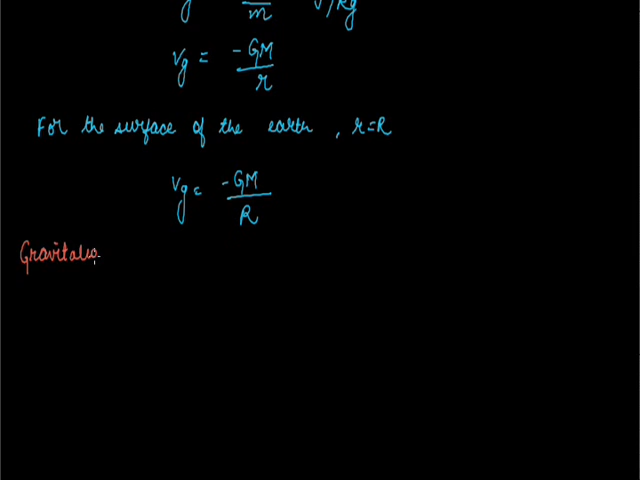 m
Vg = -GM
r
For the surface of the earth , r=R
Vg = -GM
R